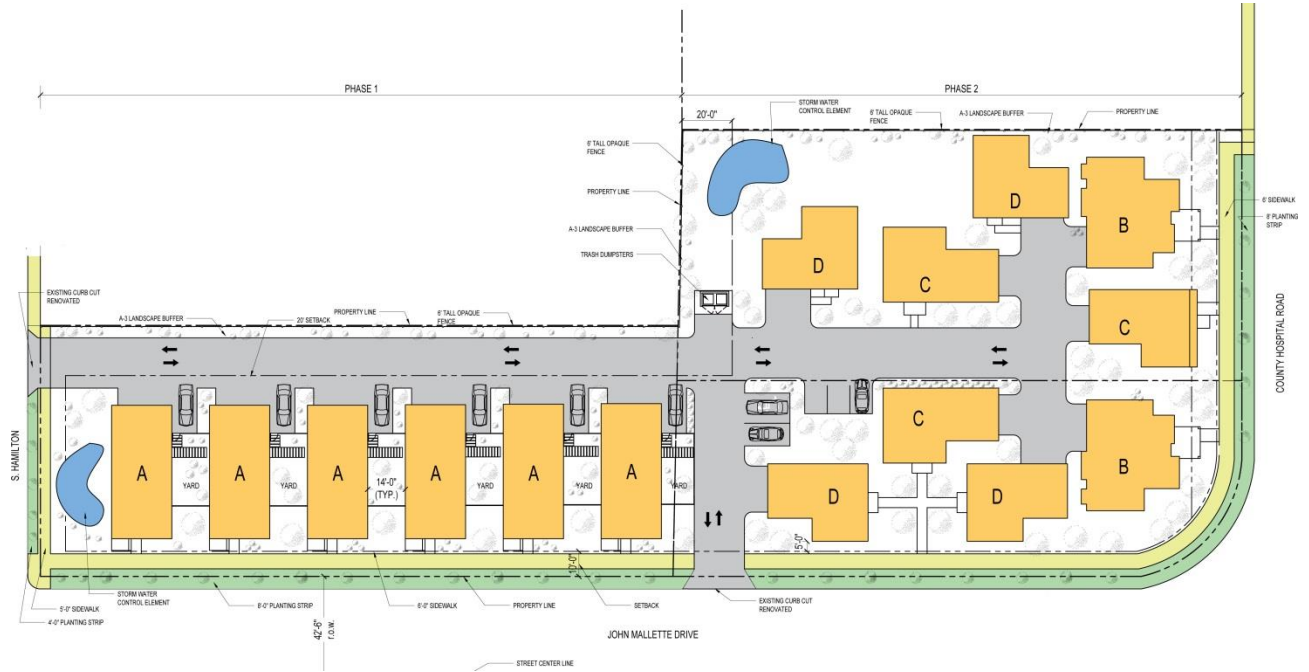 PHASE 1
PHASE 2
STORM WATER
CONTROL ELEMENT
6' TALL OPAQUE
FENCE
A-3 LANDSCAPE BUFFER
PROPERTY LINE
20'-0"
6' TALL OPAQUE
FENCE
PROPERTY LINE
A-3 LANDSCAPE BUFFER
TRASH DUMPSTERS
6' SIDEWALK
8' PLANTING
STRIP
D
B
D
C
C
COUNTY HOSPITAL ROAD
EXISTING CURB CUT
RENOVATED
A-3 LANDSCAPE BUFFER
20' SETBACK
PROPERTY LINE
6' TALL OPAQUE
FENCE
S. HAMILTON
A
A
A
A
A
A
YARD
YARD
YARD
YARD
YARD
YARD
14'-0"
(TYP.)
C
B
D
D
5'-0"
10'-0"
STORM WATER
CONTROL ELEMENT
5'-0 SIDEWALK
4'-0" PLANTING STRIP
8'-0" PLANTING STRIP
6'-0" SIDEWALK
PROPERTY LINE
SETBACK
EXISTING CURB CUT
RENOVATED
42'-6"
r.o.w.
JOHN MALLETTE DRIVE
STREET CENTER LINE